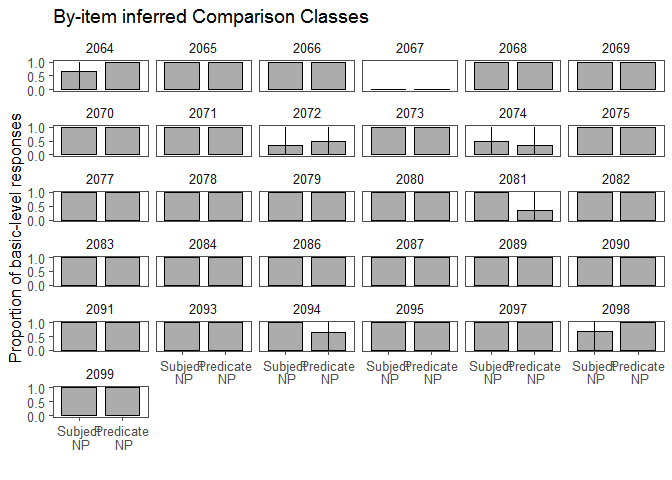 By-item inferred Comparison Classes
Proportion of basic-level responses
2064 2065 2066 2067 2068 2069
1.0
0.5
0.0
2070 2071 2072 2073 2074 2075
1.0
0.5
0.0
2077 2078 2079 2080 2081 2082
1.0
0.5
0.0
2083 2084 2086 2087 2089 2090
1.0
0.5
0.0
2091 2093 2094 2095 2097 2098
1.0
0.5
0.0
Subject Predicate Subject Predicate Subject Predicate Subject Predicate Subject Predicate
NP NP NP NP NP NP NP NP NP NP
2099
1.0
0.5
0.0
Subject Predicate
NP NP